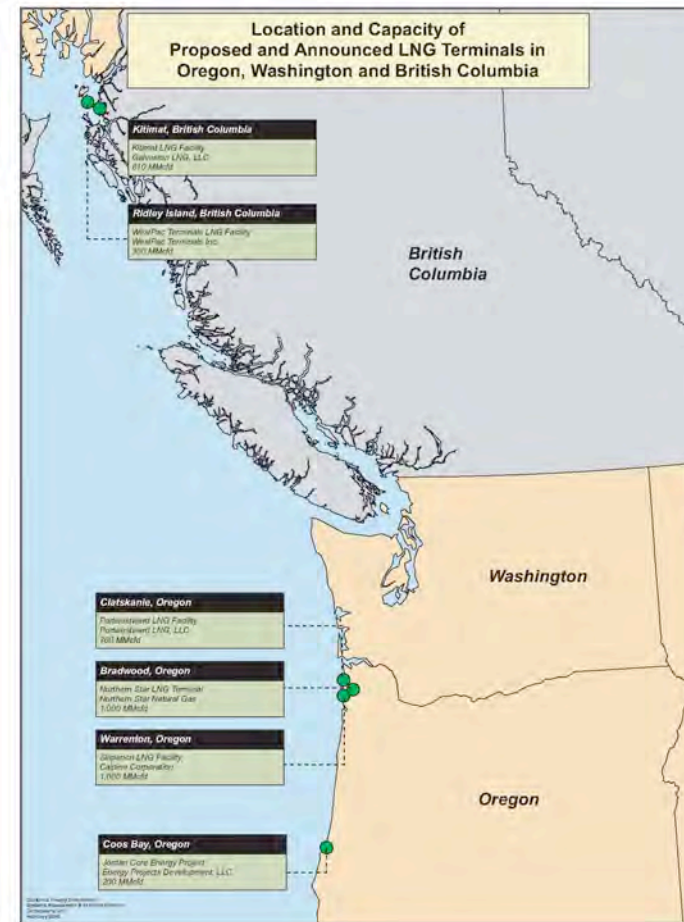 Location and Capacity of
Proposed and Announced LNG Terminals in
Oregon, Washington and British Columbia
Kitimat, British Columbia
Kitimat LNG Facility
Galveston LNG, LLC
610 MMcfd
Ridley Island, British Columbia
WestPac Terminals LNG Facility
WestPac Terminals Inc.
300 MMcfd
British
Columbia
Washington
Clatskanie, Oregon
LNG Facility
LNG, LLC
700 MMcfd
Bradwood, Oregon
Northern Star LNG Terminal
Northern Star Natural Gas
1,000 MMcfd
Warrenton, Oregon
Skipanon LNG Facility
Calpine Corporation
1,000 MMcfd
Oregon
Coos Bay, Oregon
Jordan Cove Energy Project
Energy Projects Development, LLC.
200 MMcfd